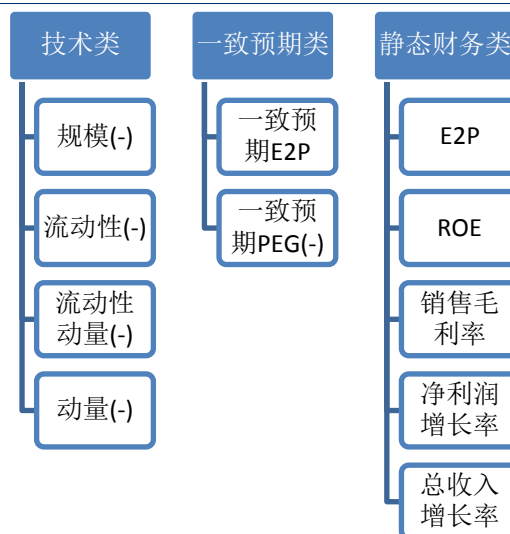 技术类
规模(-)
流动性(-)
流动性
动量(-)
动量(-)
一致预期类
一致预
期E2P
一致预
期PEG(-)
静态财务类
E2P
ROE
销售毛
利率
净利润
增长率
总收入
增长率